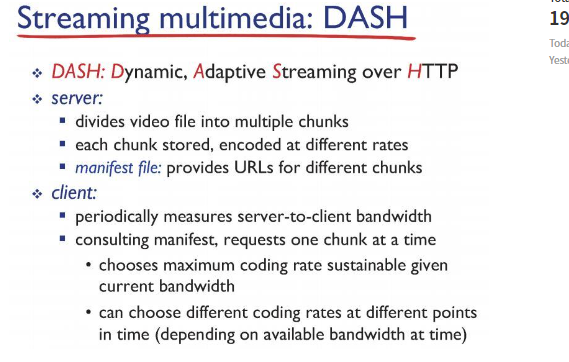 Streaming multimedia: DASH
❖ DASH: Dynamic, Adaptive Streaming over HTTP
❖ server:
▪ divides video file into multiple chunks
▪ each chunk stored, encoded at different rates
▪ manifest file: provides URLs for different chunks
❖ client:
▪ periodically measures server-to-client bandwidth
▪ consulting manifest, requests one chunk at a time
• chooses maximum coding rate sustainable given
current bandwidth
• can choose different coding rates at different points
in time (depending on available bandwidth at time)
19